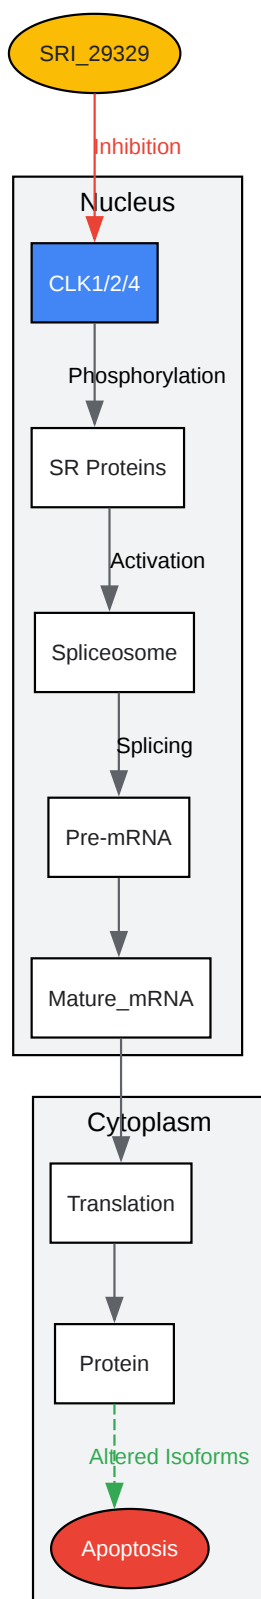 SRI_29329
Inhibition
Nucleus
CLK1/2/4
Phosphorylation
SR Proteins
Activation
Spliceosome
Splicing
Pre-mRNA
Mature_mRNA
Cytoplasm
Translation
Protein
Altered Isoforms
Apoptosis